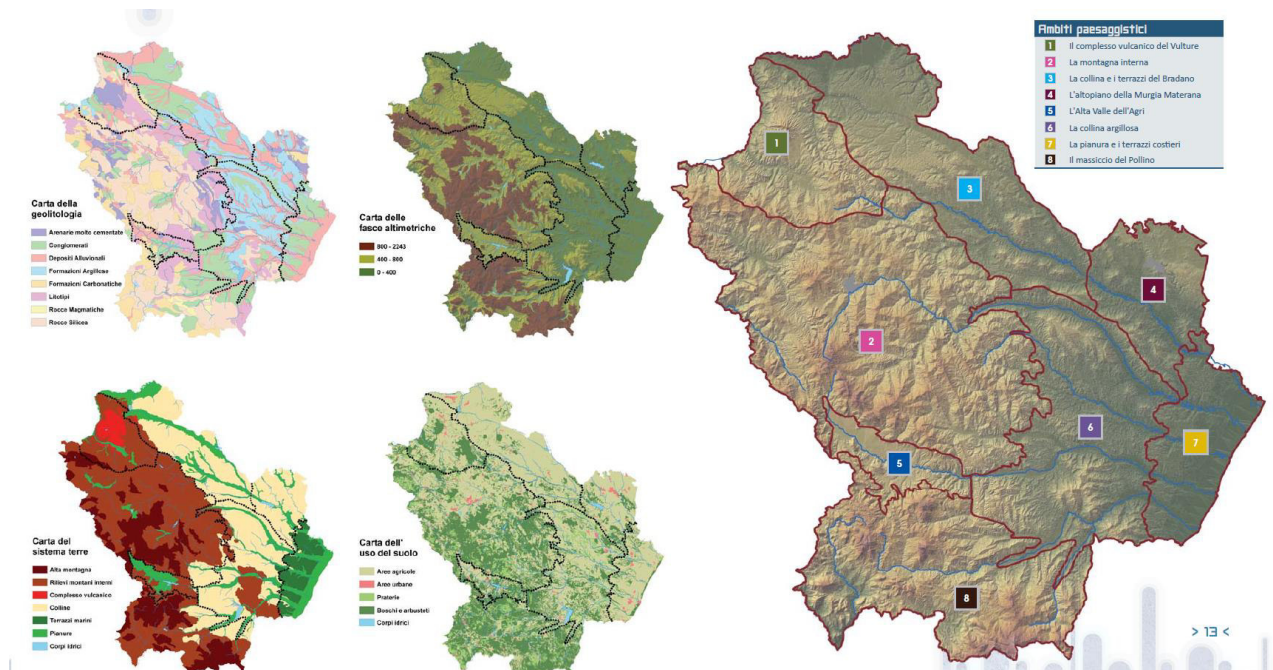 Carta della
geolitologia
Arenarie molto cementate
Conglomerati
Depositi Alluvionali
Formazioni Argillose
Formazioni Carbonatiche
Litotipi
Rocce Magmatiche
Rocce Silicea
Carta delle
fasce altimetriche
800 - 2243
400 - 800
0 - 400
Carta del
sistema terre
Alta montagna
Rilievi montani interni
Complesso vulcanico
Colline
Terrazzi marini
Pianure
Corpi idrici
Carta dell'
uso del suolo
Aree agricole
Aree urbane
Praterie
Boschi e arbusteti
Corpi idrici
Ambiti paesaggistici
1 Il complesso vulcanico del Vulture
2 La montagna interna
3 La collina e i terrazzi del Bradano
4 L'altopiano della Murgia Materana
5 L'Alta Valle dell'Agri
6 La collina argillosa
7 La pianura e i terrazzi costieri
8 Il massiccio del Pollino
1
3
4
2
6
7
5
8
> 13 <